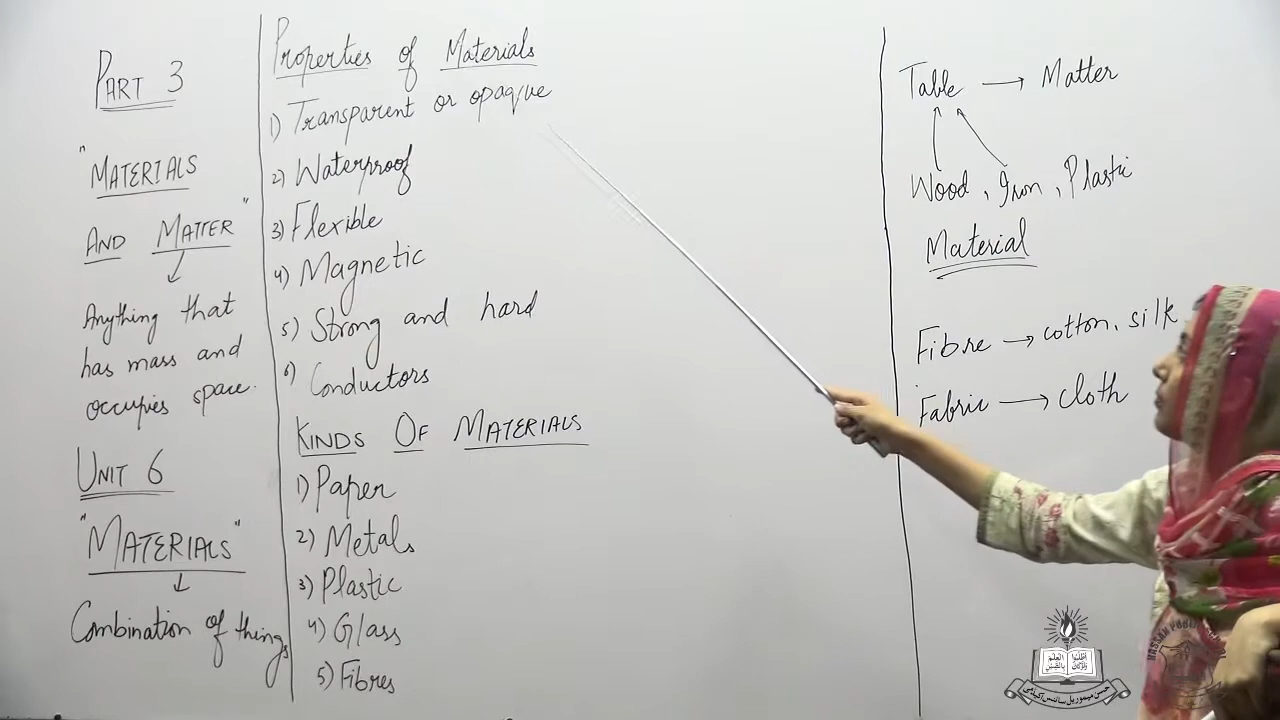 PART 3
"MATERIALS
AND MATTER"
Anything that
has mass and
occupies space.
UNIT 6
"MATERIALS"
Combination of things
Properties of Materials
1) Transparent or opaque
2) Waterproof
3) Flexible
4) Magnetic
5) Strong and hard
6) Conductors
KINDS OF MATERIALS
1) Paper
2) Metals
3) Plastic
4) Glass
5) Fibres
Table → Matter
Wood, Iron, Plastic
Material
Fibre → cotton, silk
Fabric → cloth